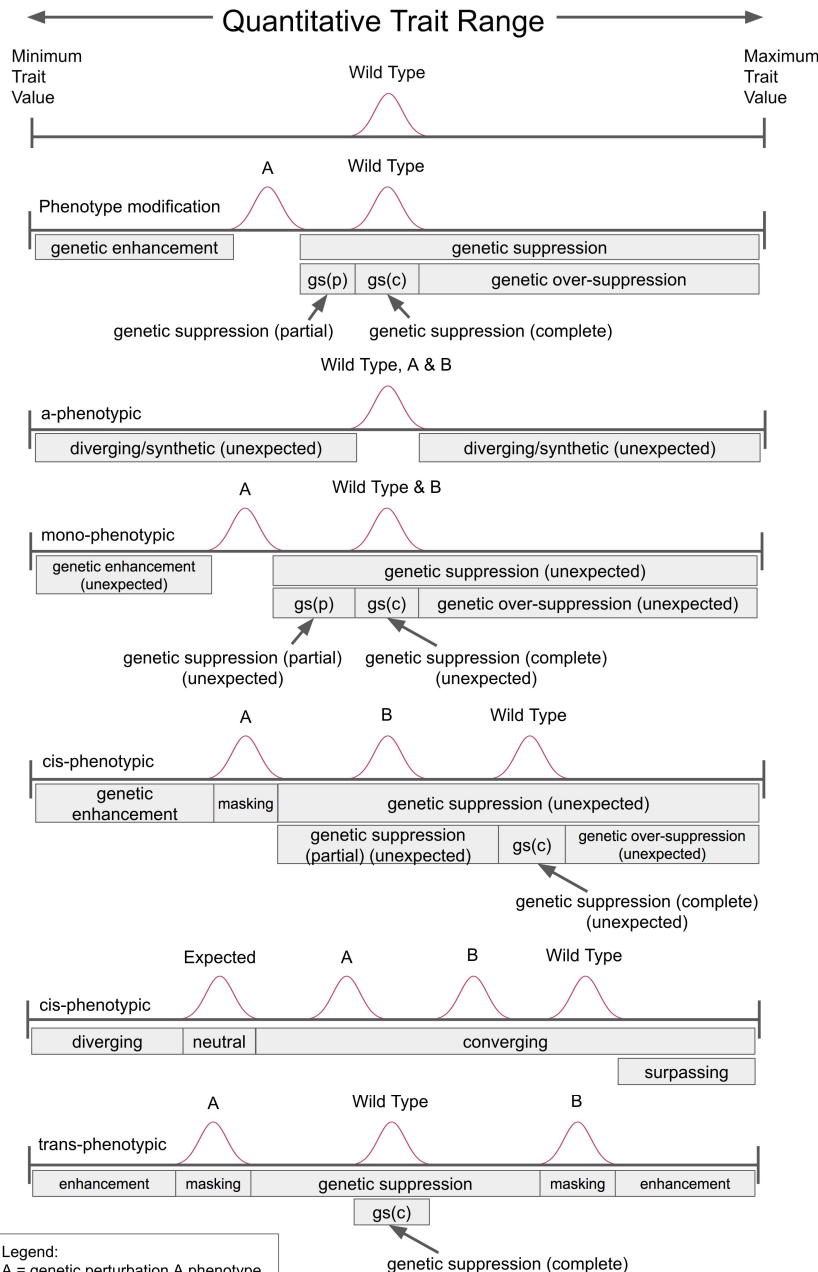 Quantitative Trait Range
Minimum
Trait
Value
Maximum
Trait
Value
Wild Type
A
Wild Type
Phenotype modification
genetic enhancement
genetic suppression
gs(p)
gs(c)
genetic over-suppression
genetic suppression (partial)
genetic suppression (complete)
Wild Type, A & B
a-phenotypic
diverging/synthetic (unexpected)
diverging/synthetic (unexpected)
A
Wild Type & B
mono-phenotypic
genetic enhancement
(unexpected)
genetic suppression (unexpected)
gs(p)
gs(c)
genetic over-suppression (unexpected)
genetic suppression (partial)
(unexpected)
genetic suppression (complete)
(unexpected)
A
B
Wild Type
cis-phenotypic
genetic
enhancement
masking
genetic suppression (unexpected)
genetic suppression
(partial) (unexpected)
gs(c)
genetic over-suppression
(unexpected)
genetic suppression (complete)
(unexpected)
Expected
A
B
Wild Type
cis-phenotypic
diverging
neutral
converging
surpassing
A
Wild Type
B
trans-phenotypic
enhancement
masking
genetic suppression
masking
enhancement
gs(c)
genetic suppression (complete)
Legend:
A = genetic perturbation A phenotype